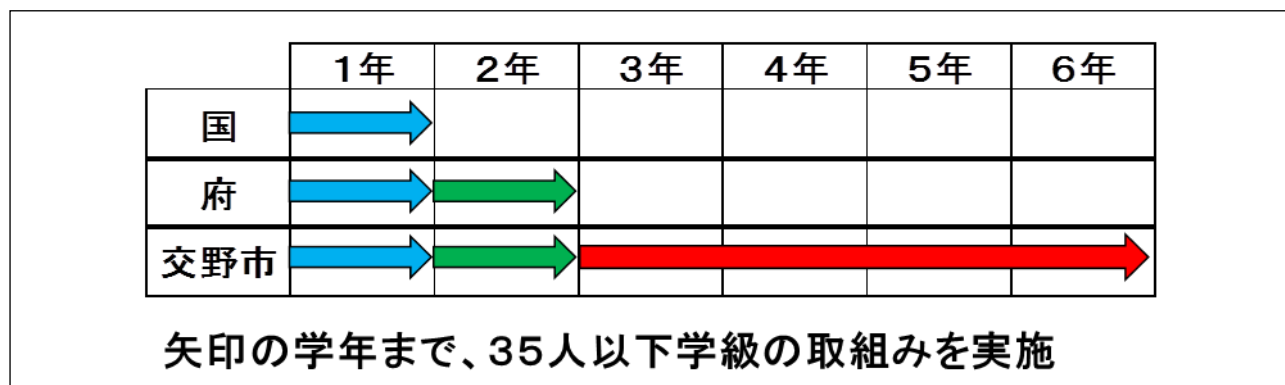 1年 2年 3年 4年 5年 6年
国
府
交野市
矢印の学年まで、35人以下学級の取組みを実施